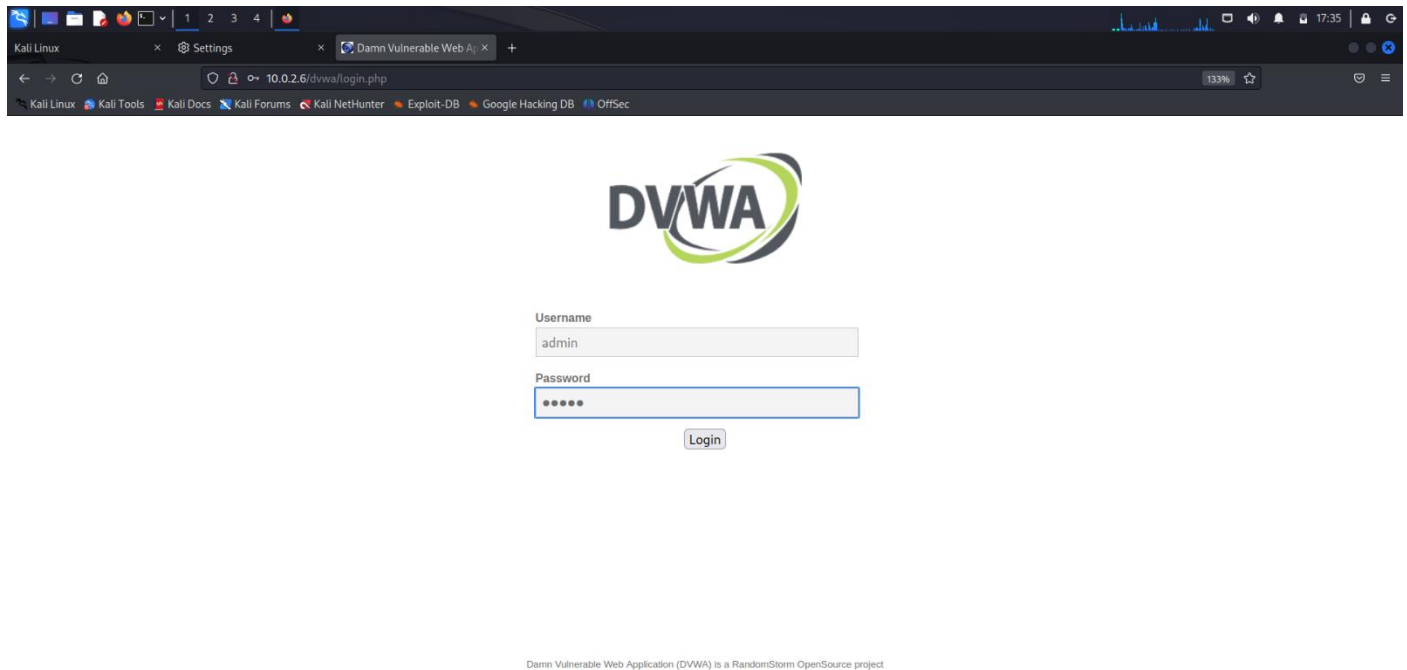 1 2 3 4 17:35
Kali Linux Settings Damn Vulnerable Web Ap
10.0.2.6/dvwa/login.php 133%
Kali Linux Kali Tools Kali Docs Kali Forums Kali NetHunter Exploit-DB Google Hacking DB OffSec
DVWA
Username
admin
Password
•••••
Login
Damn Vulnerable Web Application (DVWA) is a RandomStorm OpenSource project